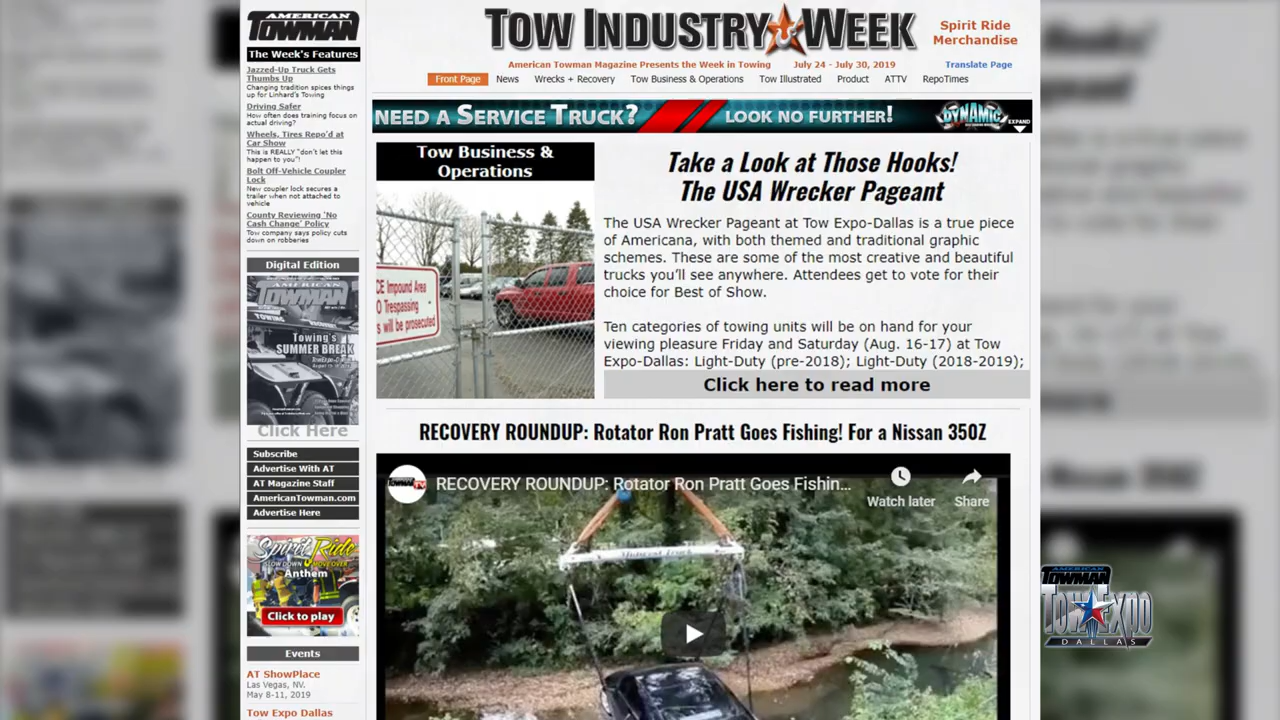 AMERICAN
TOWMAN
The Week's Features
Jazzed-Up Truck Gets
Thumbs Up
Changing tradition spices things
up for Linhard's Towing
Driving Safer
How often does training focus on
actual driving?
Wheels, Tires Repo'd at
Car Show
This is REALLY "don't let this
happen to you"!
Bolt Off-Vehicle Coupler
Lock
New coupler lock secures a
trailer when not attached to
vehicle
County Reviewing 'No
Cash Change' Policy
Tow company says policy cuts
down on robberies
Digital Edition
AMERICAN
TOWMAN
TOWING
Towing's
SUMMER BREAK
Click Here
Subscribe
Advertise With AT
AT Magazine Staff
AmericanTowman.com
Advertise Here
Spirit Ride
SLOW DOWN MOVE OVER
Anthem
Click to play
Events
AT ShowPlace
Las Vegas, NV.
May 8-11, 2019
Tow Expo Dallas
TOW INDUSTRY WEEK
American Towman Magazine Presents the Week in Towing July 24 - July 30, 2019
Spirit Ride
Merchandise
Translate Page
Front Page News Wrecks + Recovery Tow Business & Operations Tow Illustrated Product ATTV RepoTimes
NEED A SERVICE TRUCK? LOOK NO FURTHER! DYNAMIC EXPAND
Tow Business &
Operations
CE Impound Area
O Trespassing
s will be prosecuted
Take a Look at Those Hooks!
The USA Wrecker Pageant
The USA Wrecker Pageant at Tow Expo-Dallas is a true piece
of Americana, with both themed and traditional graphic
schemes. These are some of the most creative and beautiful
trucks you'll see anywhere. Attendees get to vote for their
choice for Best of Show.
Ten categories of towing units will be on hand for your
viewing pleasure Friday and Saturday (Aug. 16-17) at Tow
Expo-Dallas: Light-Duty (pre-2018); Light-Duty (2018-2019);
Click here to read more
RECOVERY ROUNDUP: Rotator Ron Pratt Goes Fishing! For a Nissan 350Z
TOWMAN TV
RECOVERY ROUNDUP: Rotator Ron Pratt Goes Fishin...
Watch later
Share
Midwest Truck
AMERICAN
TOWMAN
TOW EXPO
DALLAS